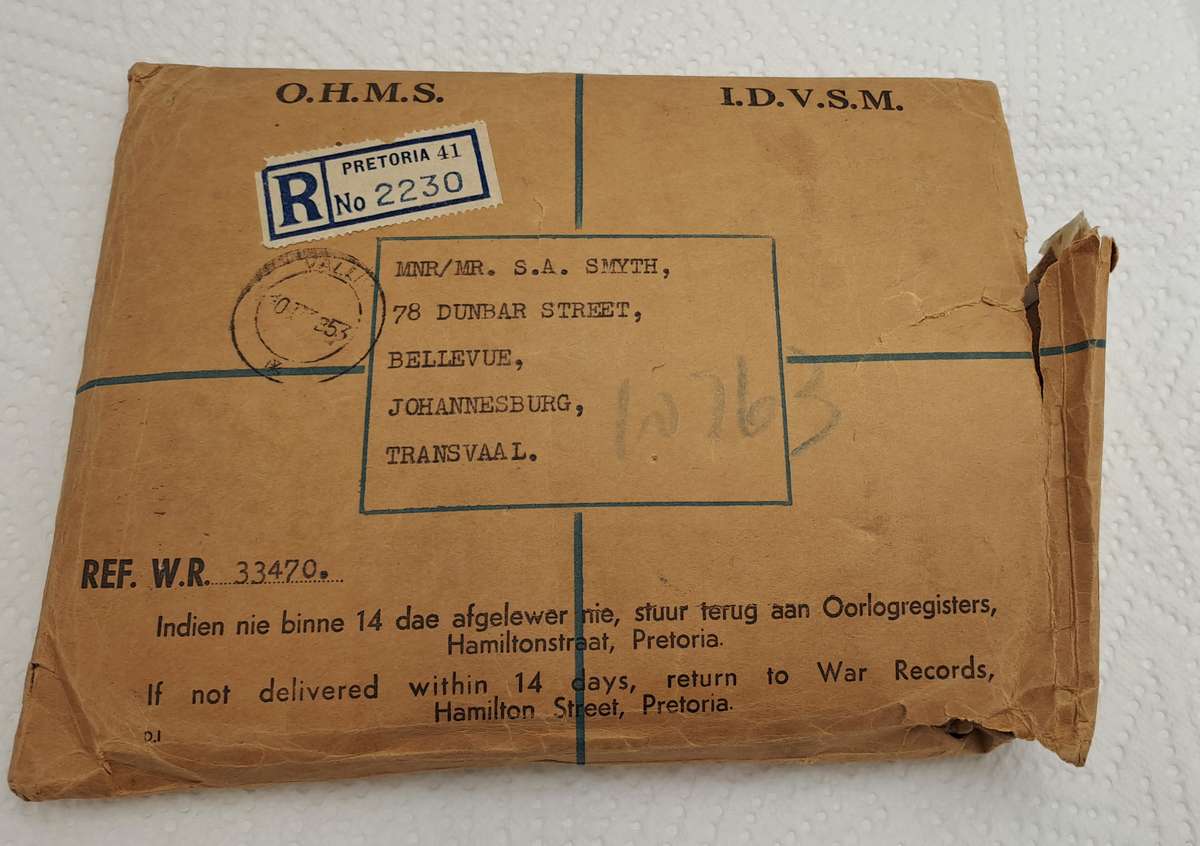 O.H.M.S.
I.D.V.S.M.
R
PRETORIA 41
No 2230
MNR/MR. S.A. SMYTH,
78 DUNBAR STREET,
BELLEVUE,
JOHANNESBURG,
TRANSVAAL.
10763
REF. W.R. 33470.
Indien nie binne 14 dae afgelewer nie, stuur terug aan Oorlogregisters,
Hamiltonstraat, Pretoria.
If not delivered within 14 days, return to War Records,
Hamilton Street, Pretoria.
D.I